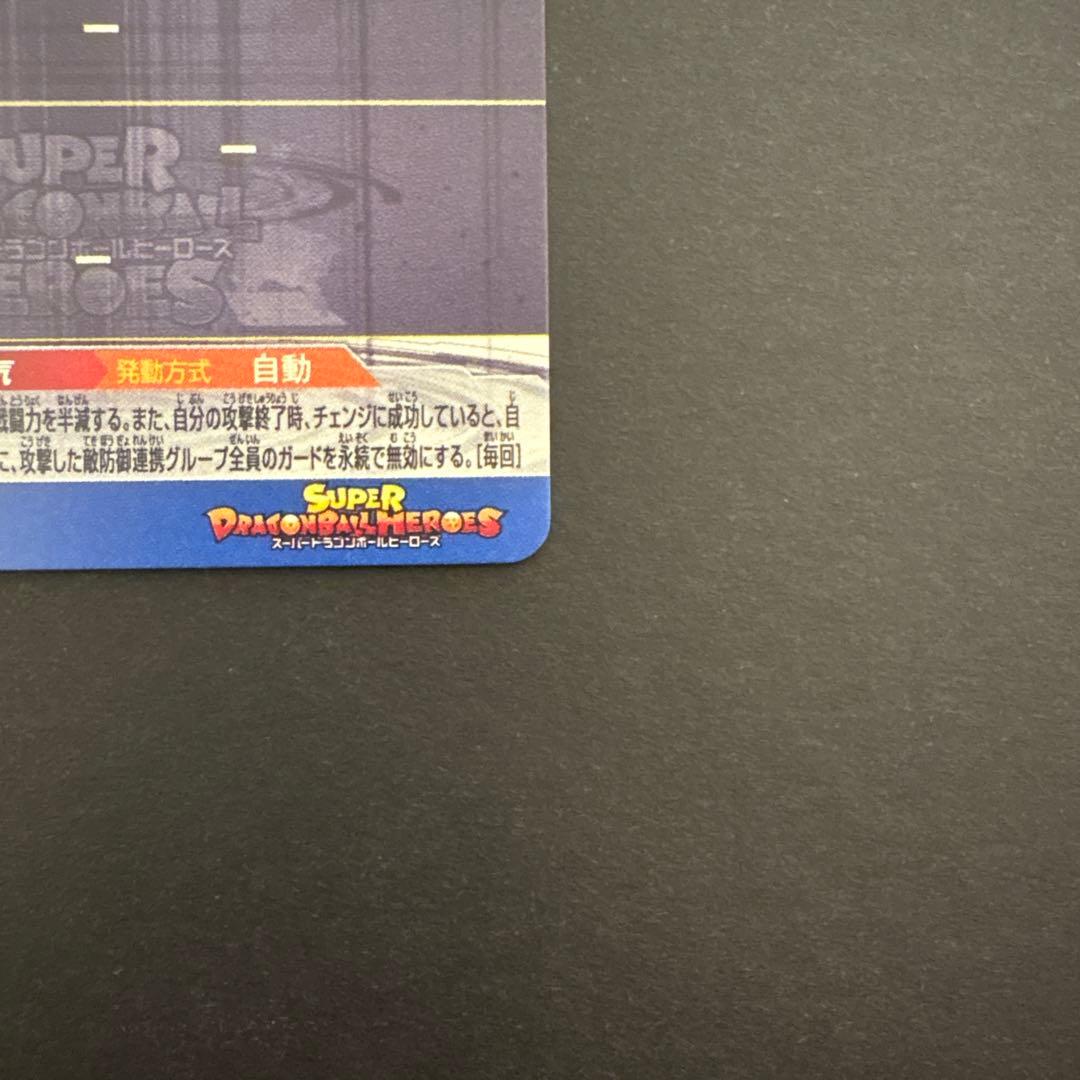 SUPER
DRAGONBALL
ドラゴンボールヒーローズ
HEROES
気 発動方式 自動
戦闘力を半減する。また、自分の攻撃終了時、チェンジに成功していると、自
に、攻撃した敵防御連携グループ全員のガードを永続で無効にする。[毎回]
SUPER
DRAGONBALL HEROES
スーパードラゴンボールヒーローズ